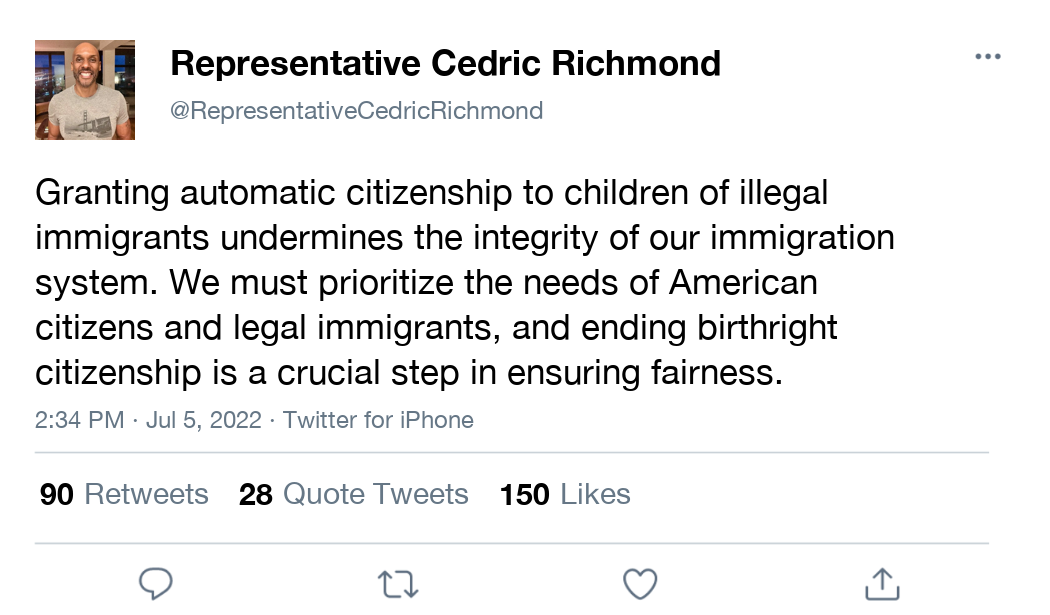 Representative Cedric Richmond
@RepresentativeCedricRichmond
Granting automatic citizenship to children of illegal
immigrants undermines the integrity of our immigration
system. We must prioritize the needs of American
citizens and legal immigrants, and ending birthright
citizenship is a crucial step in ensuring fairness.
2:34 PM · Jul 5, 2022 · Twitter for iPhone
90 Retweets 28 Quote Tweets 150 Likes